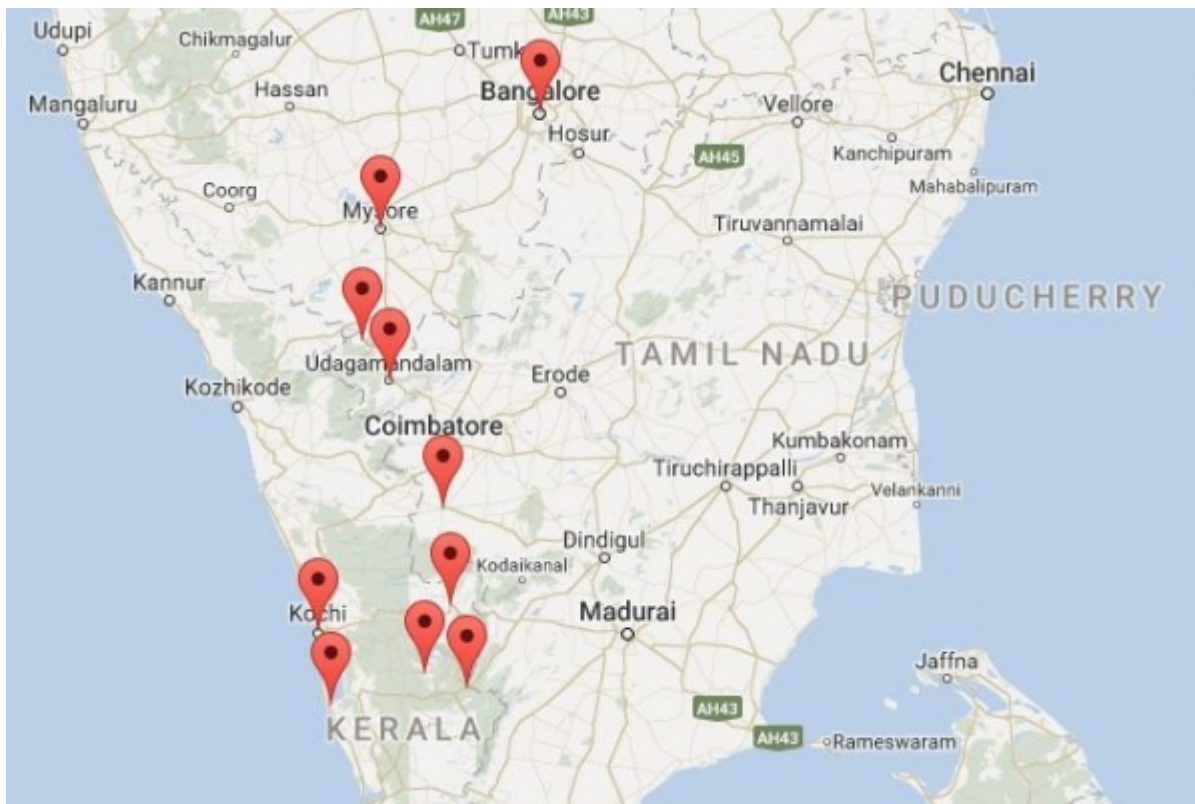 AH47
AH43
Udupi
Chikmagalur
Tumk
Chennai
Bangalore
Hassan
Vellore
Mangaluru
Hosur
Kanchipuram
AH45
Coorg
Mahabalipuram
Mysore
Tiruvannamalai
Kannur
PUDUCHERRY
TAMIL NADU
Udagamandalam
Erode
Kozhikode
Coimbatore
Kumbakonam
Tiruchirappalli
Velankanni
Thanjavur
Dindigul
Kodaikanal
Kochi
Madurai
Jaffna
AH43
KERALA
AH43
Rameswaram